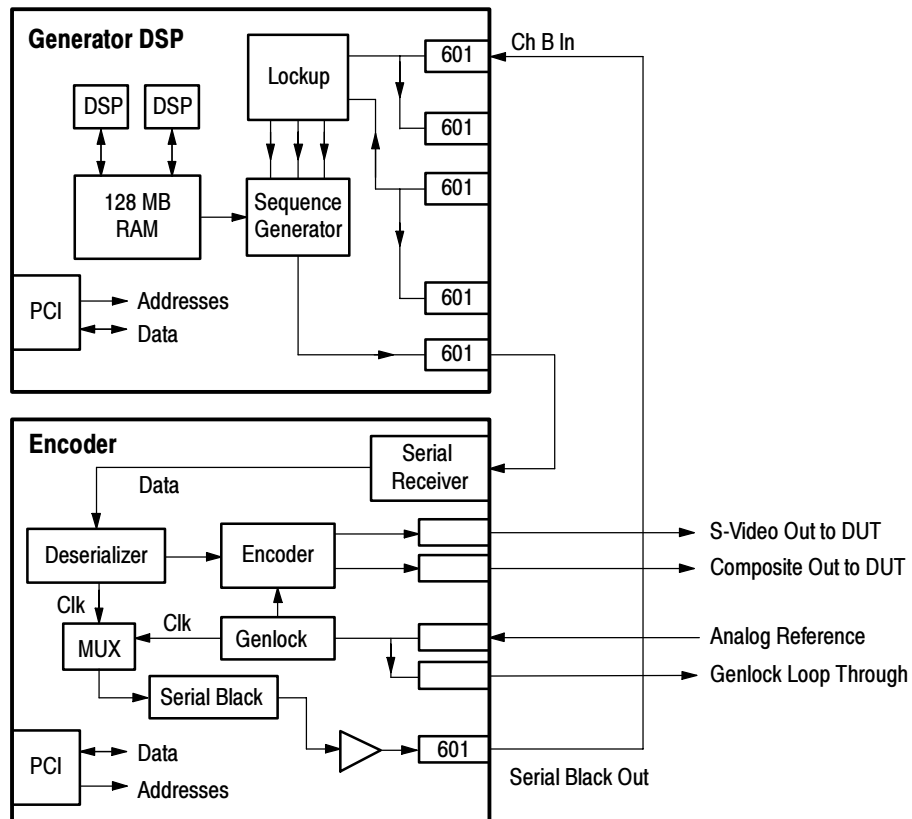 Generator DSP
Lockup
601
Ch B In
DSP
DSP
601
128 MB
RAM
Sequence
Generator
601
PCI
Addresses
Data
601
601
Encoder
Serial
Receiver
Data
Deserializer
Encoder
S-Video Out to DUT
Composite Out to DUT
Clk
MUX
Clk
Genlock
Analog Reference
Genlock Loop Through
Serial Black
PCI
Data
Addresses
601
Serial Black Out